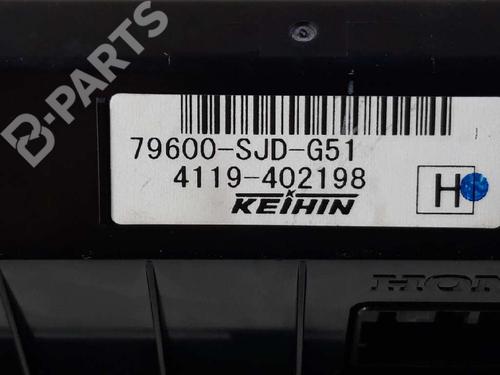 B-PARTS
79600-SJD-G51
4119-402198
KEIHIN
H